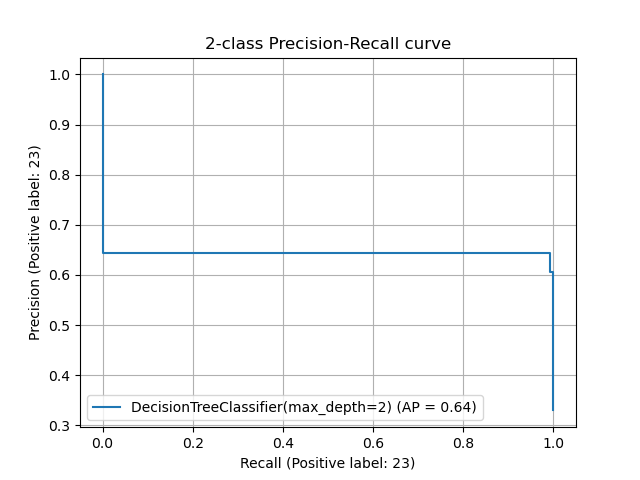 2-class Precision-Recall curve
1.0
0.9
0.8
0.7
0.6
0.5
0.4
0.3
Precision (Positive label: 23)
DecisionTreeClassifier(max_depth=2) (AP = 0.64)
0.0 0.2 0.4 0.6 0.8 1.0
Recall (Positive label: 23)